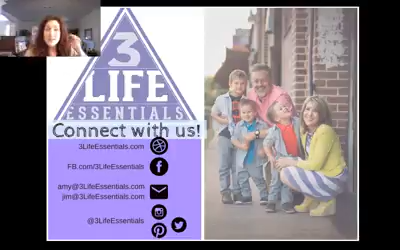 3
LIFE
ESSENTIALS
Connect with us!
3LifeEssentials.com
FB.com/3LifeEssentials
amy@3LifeEssentials.com
jim@3LifeEssentials.com
@3LifeEssentials